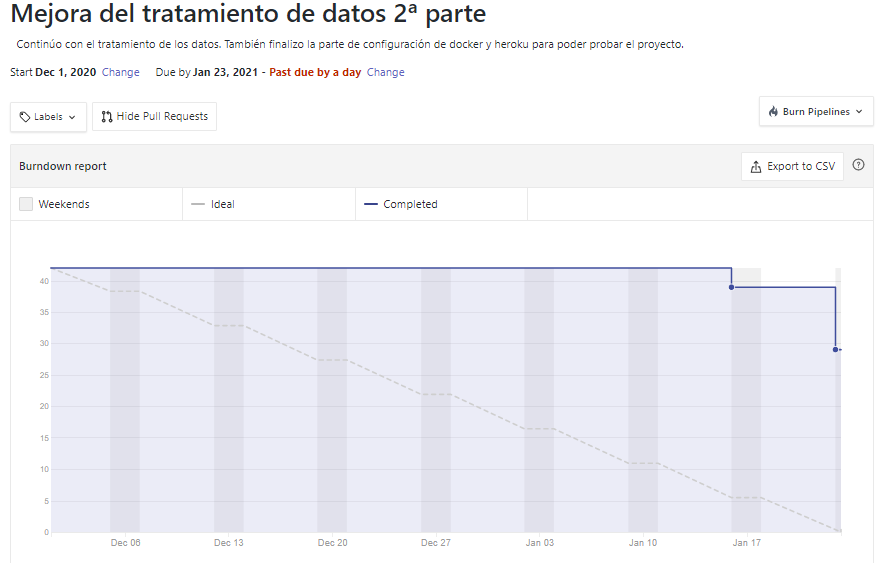 Mejora del tratamiento de datos 2ª parte
Continúo con el tratamiento de los datos. También finalizo la parte de configuración de docker y heroku para poder probar el proyecto.
Start Dec 1, 2020 Change Due by Jan 23, 2021 - Past due by a day Change
Labels Hide Pull Requests Burn Pipelines
Burndown report Export to CSV
Weekends Ideal Completed
40
35
30
25
20
15
10
5
0
Dec 06 Dec 13 Dec 20 Dec 27 Jan 03 Jan 10 Jan 17